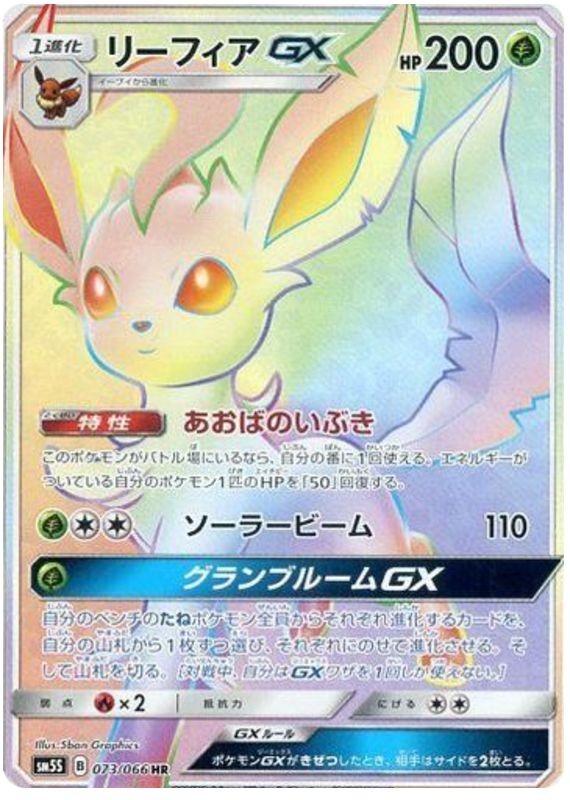 1進化
リーフィアGX
HP200
イーブイから進化
特性
あおばのいぶき
このポケモンがバトル場にいるなら、自分の番に1回使える。エネルギーが
ついている自分のポケモン1匹のHPを「50」回復する。
ソーラービーム 110
グランブルームGX
自分のベンチのたねポケモン全員からそれぞれ進化するカードを、
自分の山札から1枚ずつ選び、それぞれにのせて進化させる。そ
して山札を切る。[対戦中、自分はGXワザを1回しか使えない。]
弱点 ×2 抵抗力 にげる
GXルール
Illus.5ban Graphics
ポケモンGXがきぜつしたとき、相手はサイドを2枚とる。
SM5S B 073/066 HR